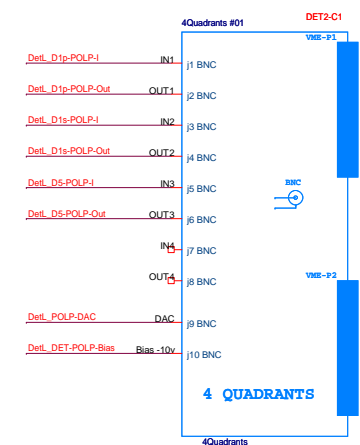 4Quadrants #01
DET2-C1
VME-P1
DetL_D1p-POLP-I IN1 j1 BNC
DetL_D1p-POLP-Out OUT1 j2 BNC
DetL_D1s-POLP-I IN2 j3 BNC
DetL_D1s-POLP-Out OUT2 j4 BNC
DetL_D5-POLP-I IN3 j5 BNC
BNC
DetL_D5-POLP-Out OUT3 j6 BNC
IN4 j7 BNC
OUT4 j8 BNC
VME-P2
DetL_POLP-DAC DAC j9 BNC
DetL_DET-POLP-Bias Bias -10v j10 BNC
4 QUADRANTS
4Quadrants